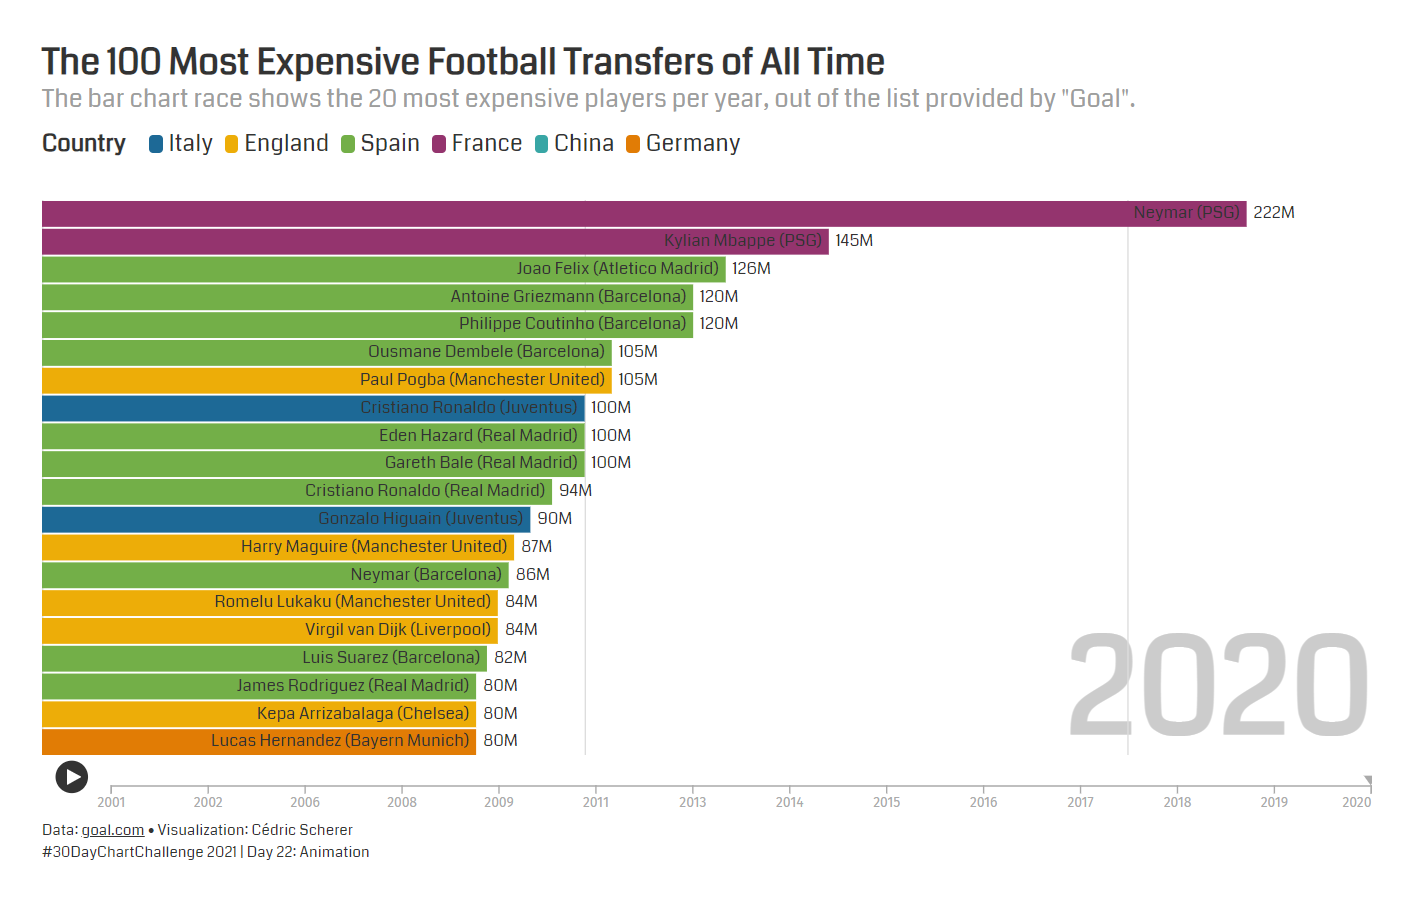 The 100 Most Expensive Football Transfers of All Time
The bar chart race shows the 20 most expensive players per year, out of the list provided by "Goal".
Country Italy England Spain France China Germany
Neymar (PSG) 222M
Kylian Mbappe (PSG) 145M
Joao Felix (Atletico Madrid) 126M
Antoine Griezmann (Barcelona) 120M
Philippe Coutinho (Barcelona) 120M
Ousmane Dembele (Barcelona) 105M
Paul Pogba (Manchester United) 105M
Cristiano Ronaldo (Juventus) 100M
Eden Hazard (Real Madrid) 100M
Gareth Bale (Real Madrid) 100M
Cristiano Ronaldo (Real Madrid) 94M
Gonzalo Higuain (Juventus) 90M
Harry Maguire (Manchester United) 87M
Neymar (Barcelona) 86M
Romelu Lukaku (Manchester United) 84M
Virgil van Dijk (Liverpool) 84M
Luis Suarez (Barcelona) 82M
James Rodriguez (Real Madrid) 80M
Kepa Arrizabalaga (Chelsea) 80M
Lucas Hernandez (Bayern Munich) 80M
2020
2001 2002 2006 2008 2009 2011 2013 2014 2015 2016 2017 2018 2019 2020
Data: goal.com • Visualization: Cédric Scherer
#30DayChartChallenge 2021 | Day 22: Animation